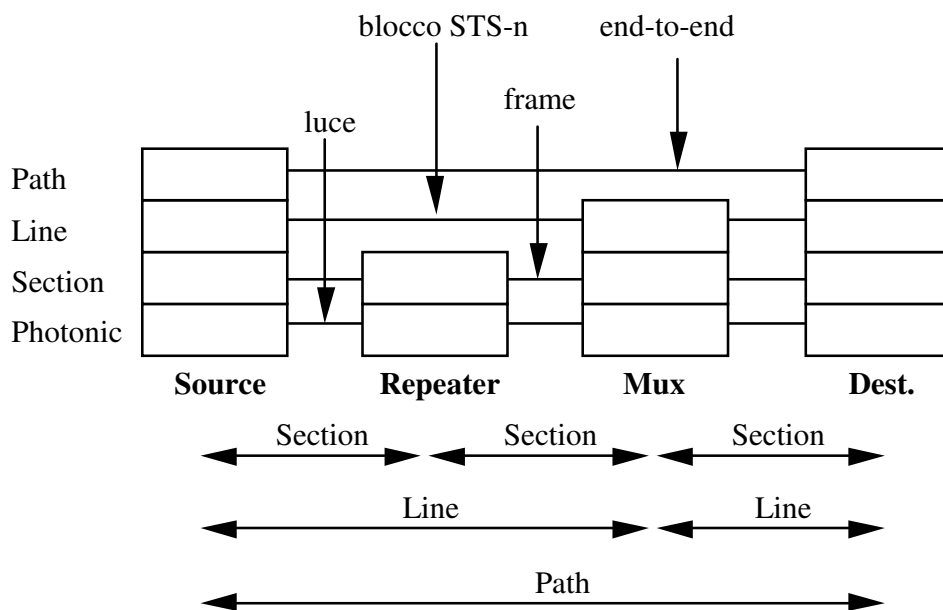 blocco STS-n end-to-end
frame
luce
Path
Line
Section
Photonic
Source Repeater Mux Dest.
Section Section Section
Line Line
Path